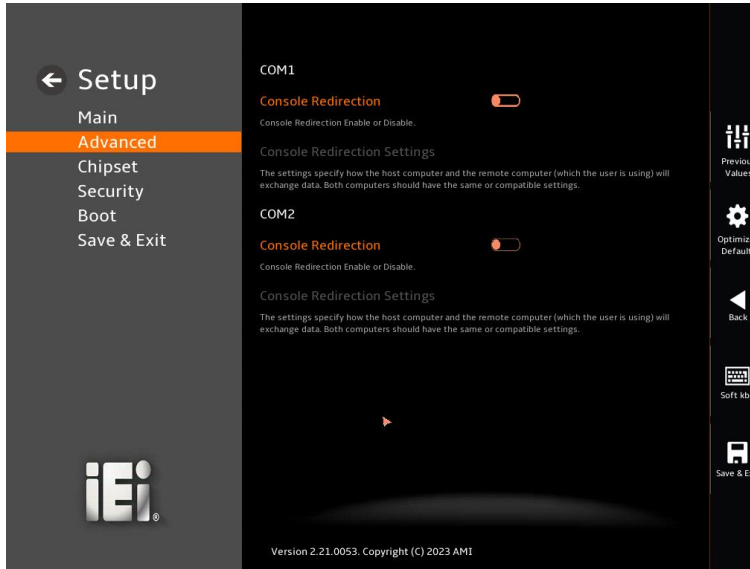 Setup
Main
Advanced
Chipset
Security
Boot
Save & Exit
iEi®
COM1
Console Redirection
Console Redirection Enable or Disable.
Console Redirection Settings
The settings specify how the host computer and the remote computer (which the user is using) will
exchange data. Both computers should have the same or compatible settings.
COM2
Console Redirection
Console Redirection Enable or Disable.
Console Redirection Settings
The settings specify how the host computer and the remote computer (which the user is using) will
exchange data. Both computers should have the same or compatible settings.
Version 2.21.0053. Copyright (C) 2023 AMI
Previou
Values
Optimiz
Default
Back
Soft kb
Save & E